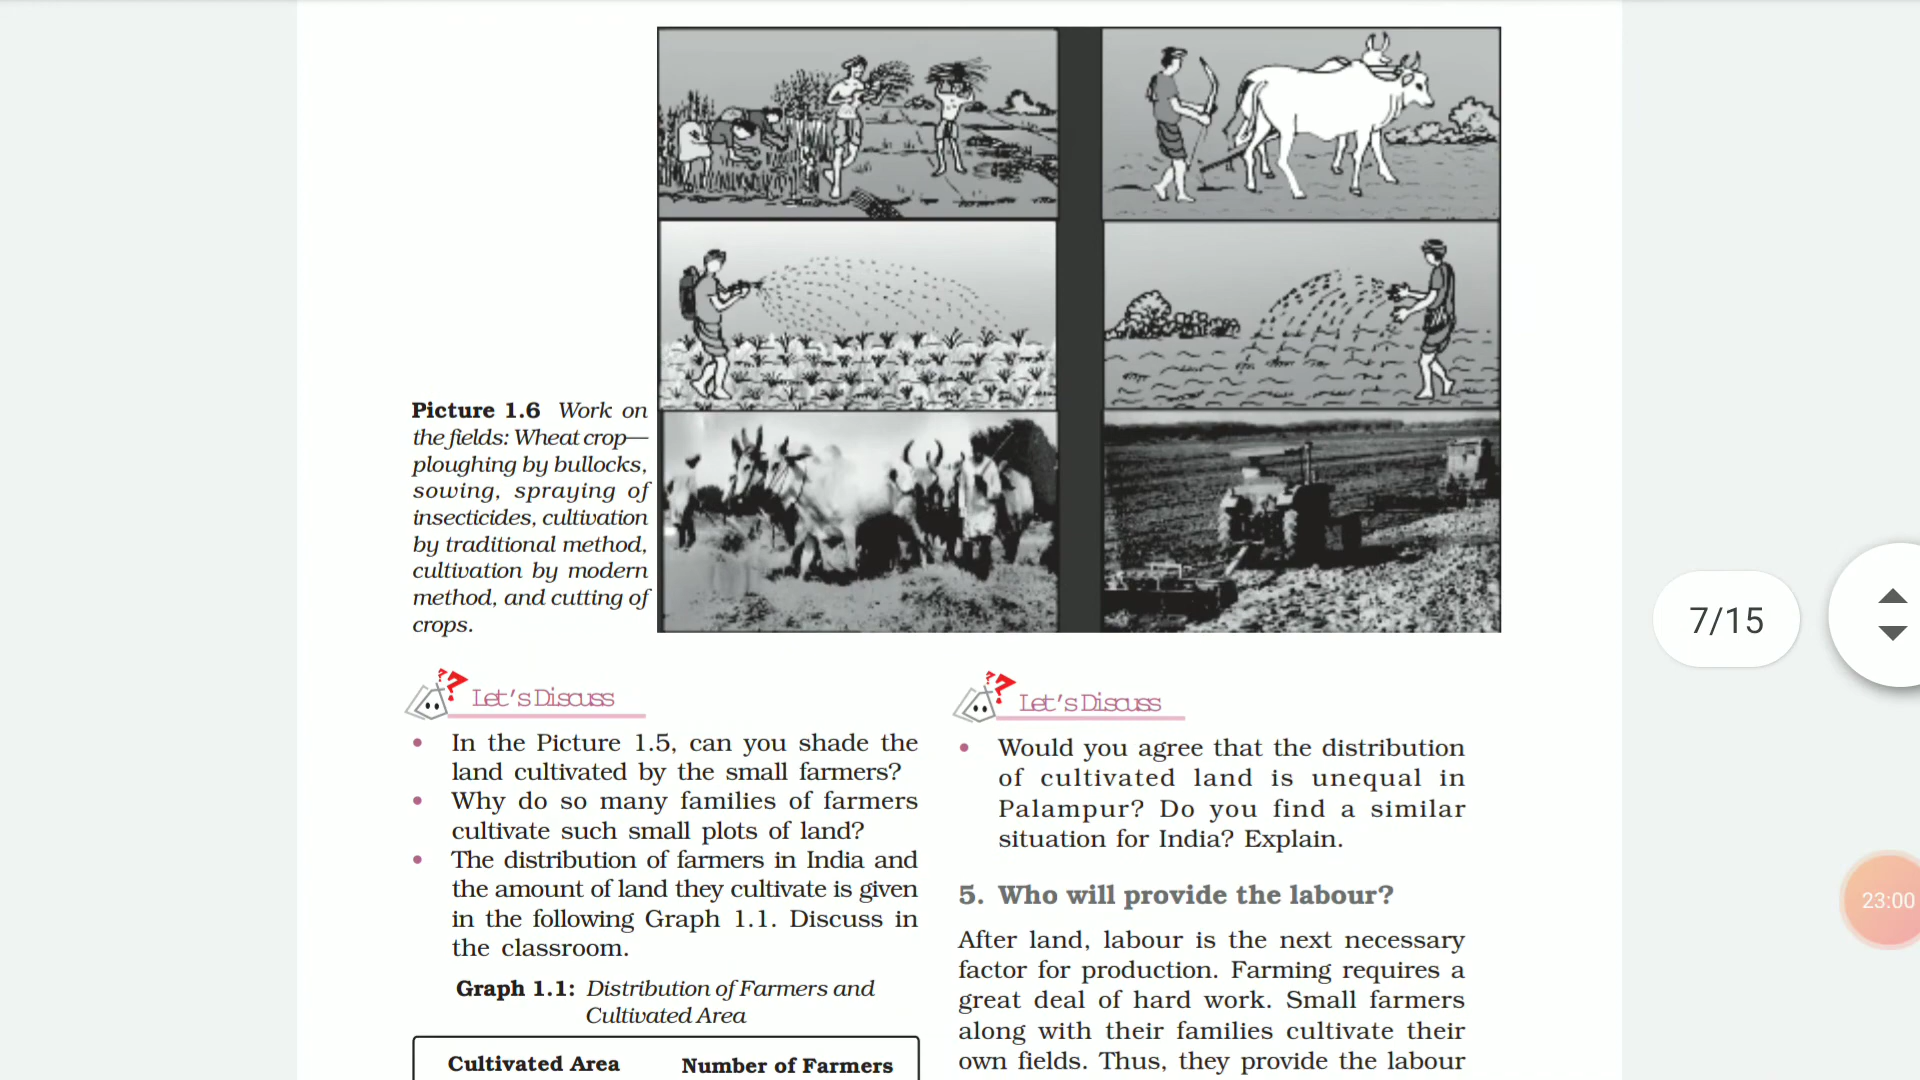 Picture 1.6 Work on
the fields: Wheat crop—
ploughing by bullocks,
sowing, spraying of
insecticides, cultivation
by traditional method,
cultivation by modern
method, and cutting of
crops.
Let's Discuss
• In the Picture 1.5, can you shade the
land cultivated by the small farmers?
• Why do so many families of farmers
cultivate such small plots of land?
• The distribution of farmers in India and
the amount of land they cultivate is given
in the following Graph 1.1. Discuss in
the classroom.
Graph 1.1: Distribution of Farmers and
Cultivated Area
Cultivated Area Number of Farmers
Let's Discuss
• Would you agree that the distribution
of cultivated land is unequal in
Palampur? Do you find a similar
situation for India? Explain.
5. Who will provide the labour?
After land, labour is the next necessary
factor for production. Farming requires a
great deal of hard work. Small farmers
along with their families cultivate their
own fields. Thus, they provide the labour
7/15
23:00